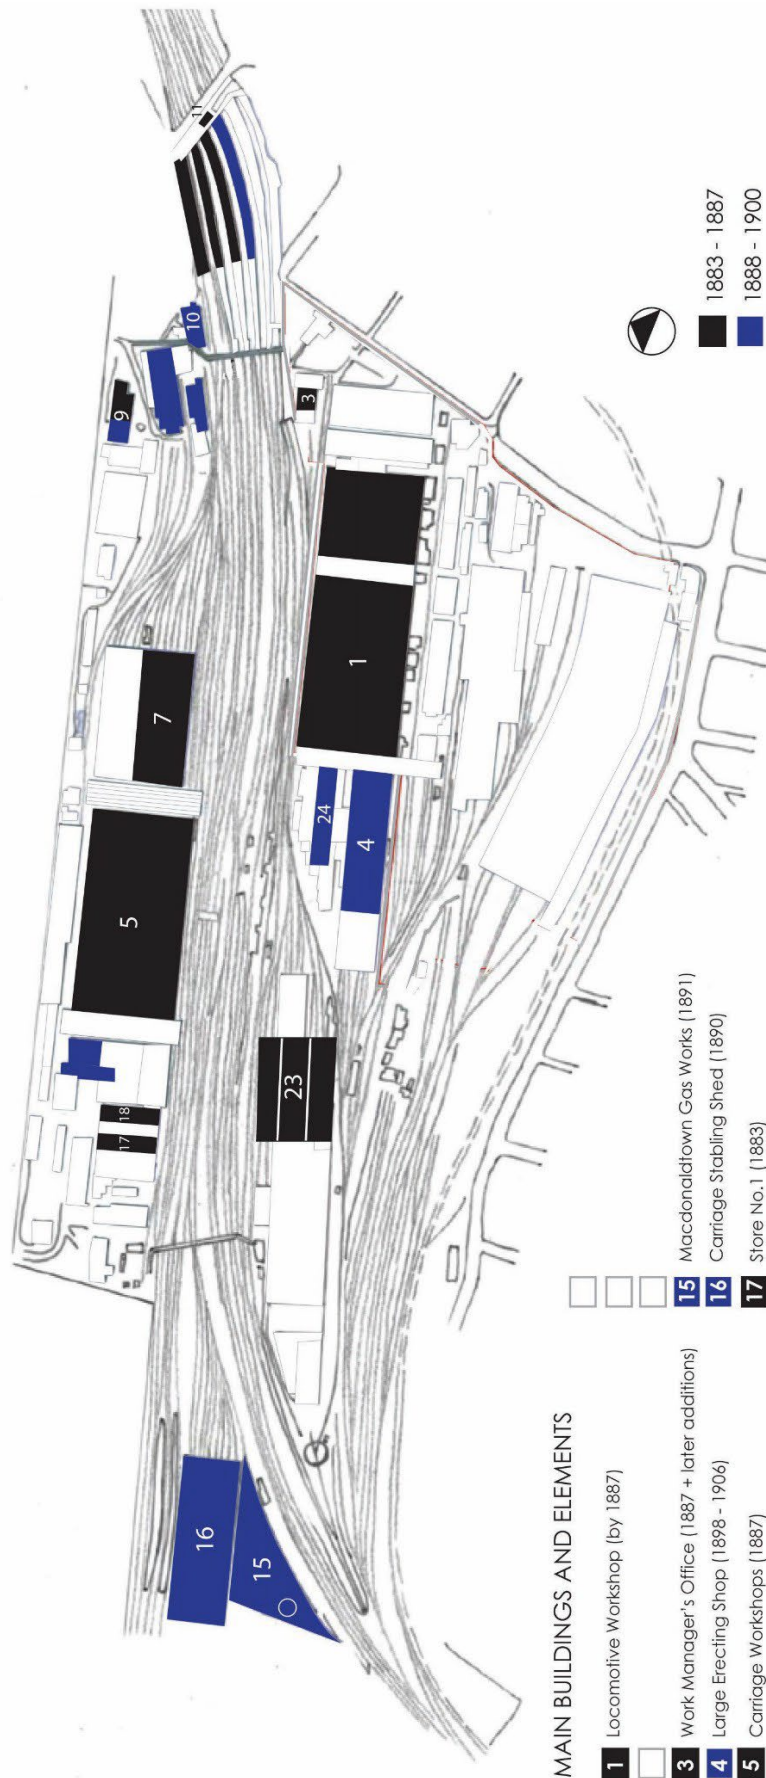 11
10
9
3
7
1
5
24
4
18
17
23
16
15
1883 - 1887
1888 - 1900
MAIN BUILDINGS AND ELEMENTS
1 Locomotive Workshop (by 1887)
3 Work Manager's Office (1887 + later additions)
4 Large Erecting Shop (1898 - 1906)
5 Carriage Workshops (1887)
15 Macdonaldtown Gas Works (1891)
16 Carriage Stabling Shed (1890)
17 Store No.1 (1883)